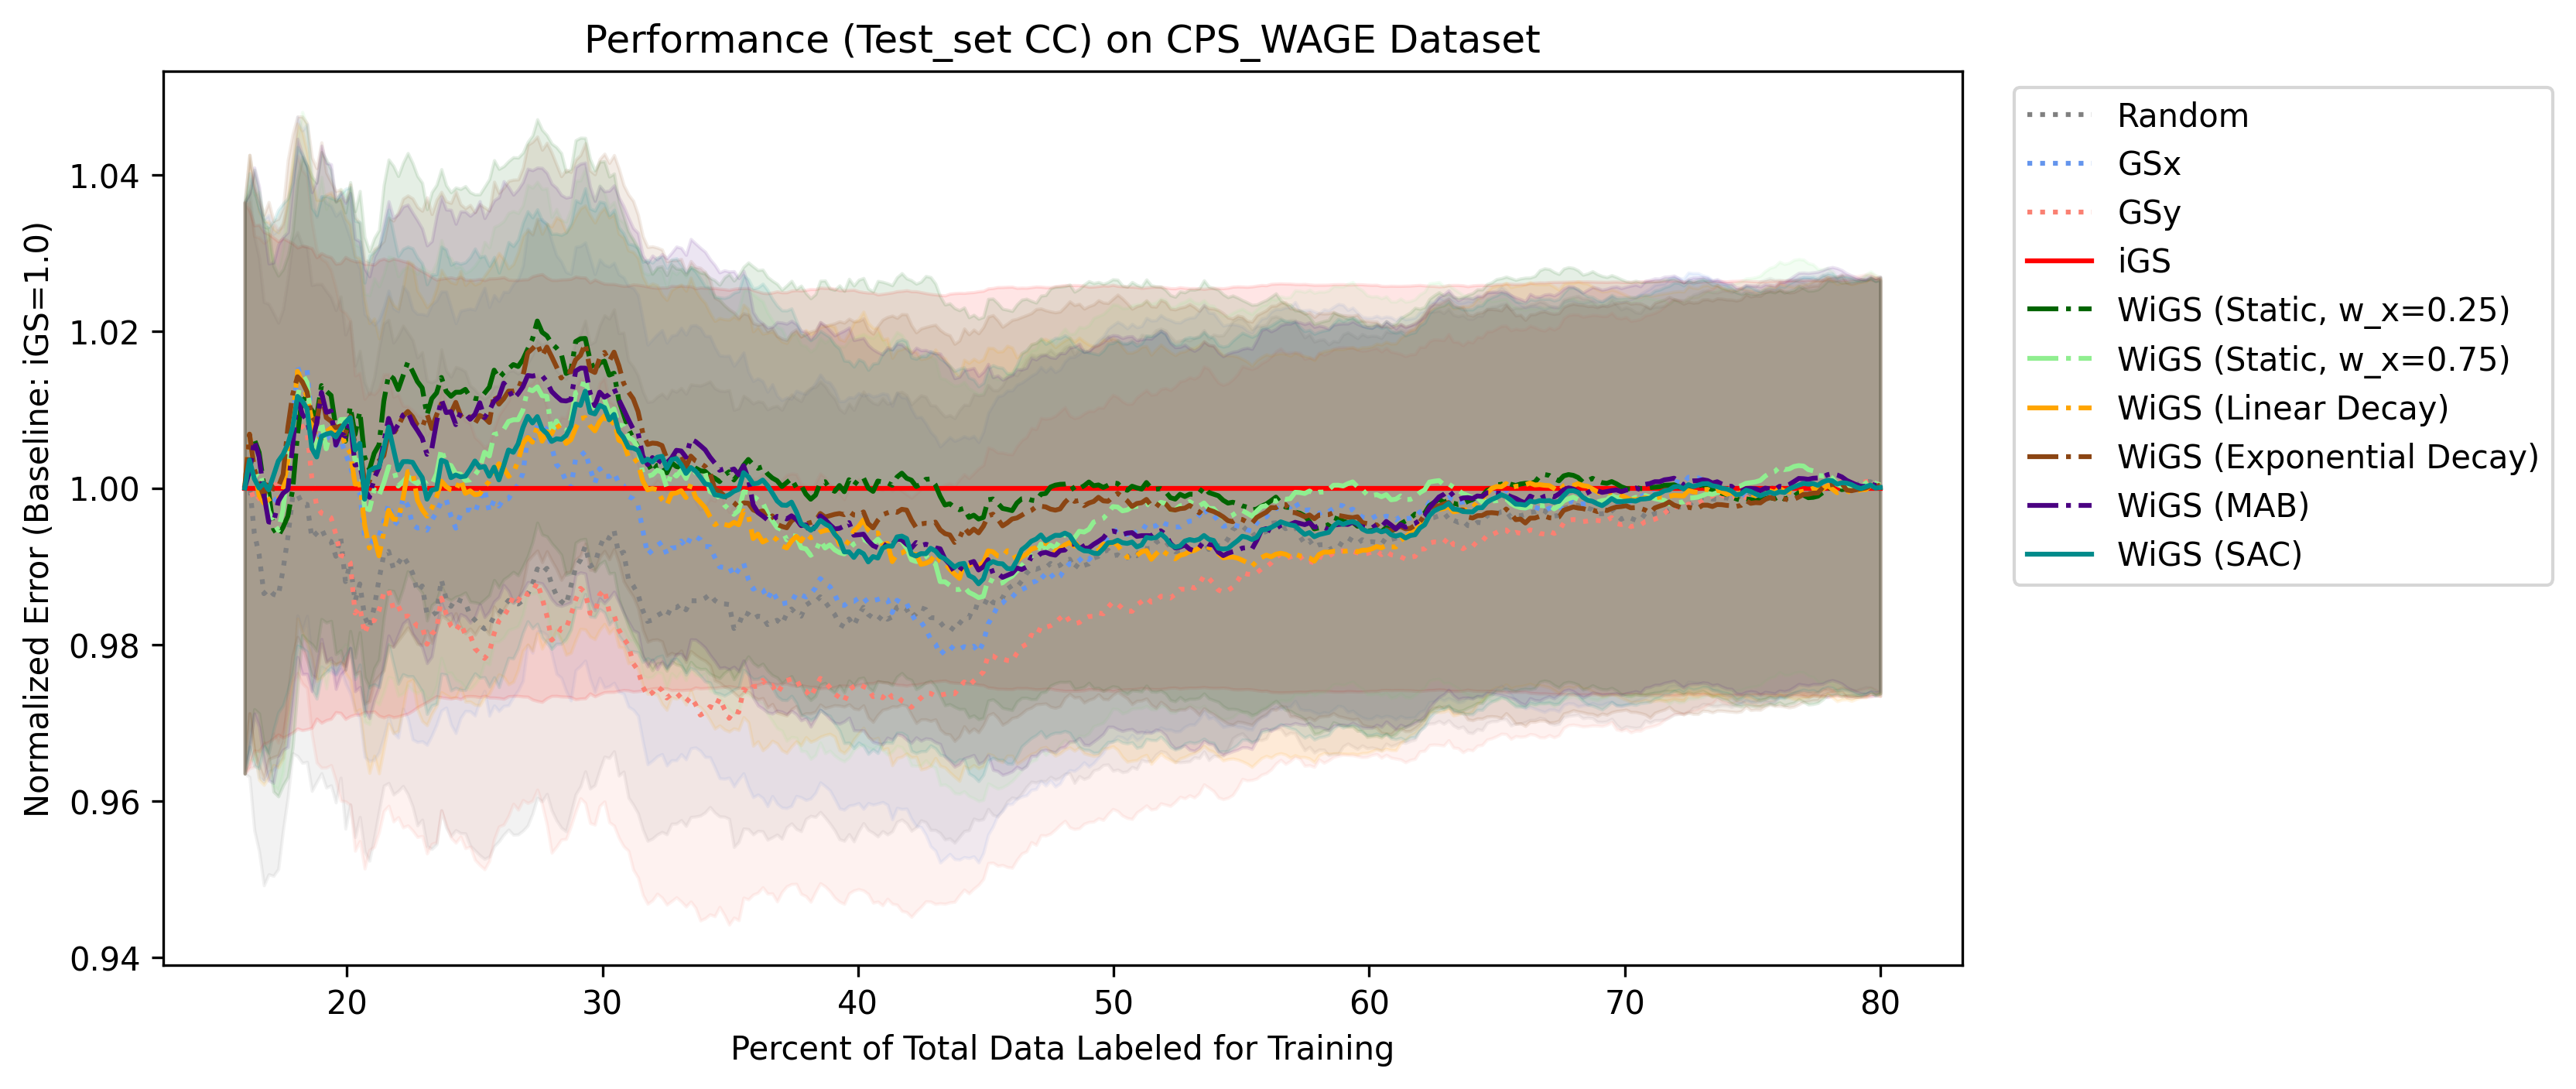 Performance (Test_set CC) on CPS_WAGE Dataset
Normalized Error (Baseline: iGS=1.0)
1.04
1.02
1.00
0.98
0.96
0.94
20 30 40 50 60 70 80
Percent of Total Data Labeled for Training
Random
GSx
GSy
iGS
WiGS (Static, w_x=0.25)
WiGS (Static, w_x=0.75)
WiGS (Linear Decay)
WiGS (Exponential Decay)
WiGS (MAB)
WiGS (SAC)